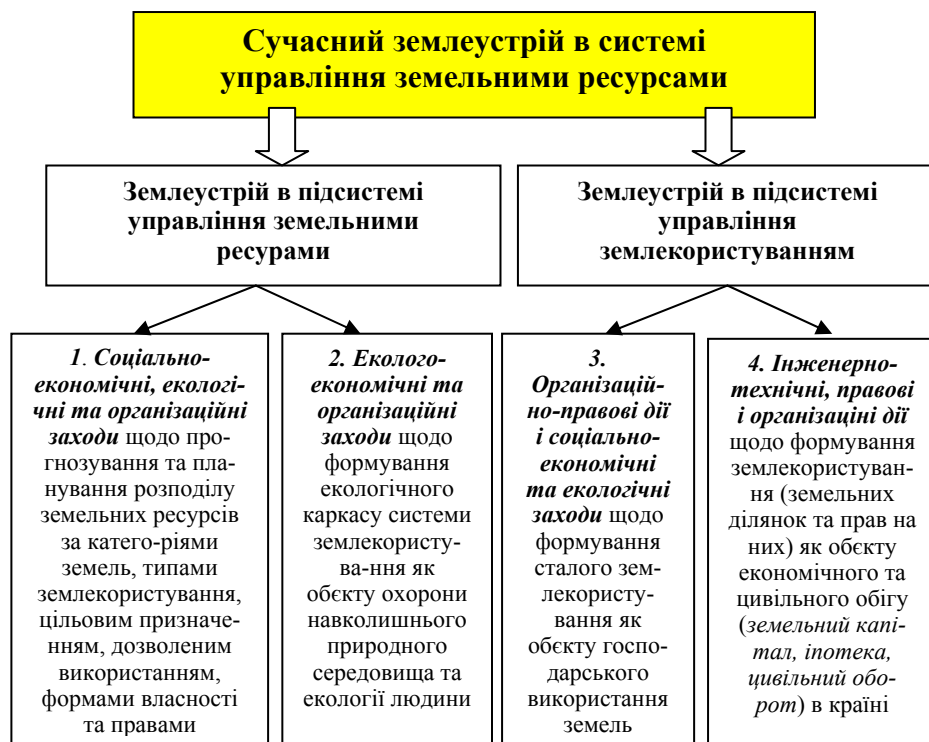 Сучасний землеустрій в системі
управління земельними ресурсами
Землеустрій в підсистемі
управління земельними
ресурами
Землеустрій в підсистемі
управління
землекористуванням
1. Соціально-
економічні, екологі-
чні та організаційні
заходи щодо про-
гнозування та пла-
нування розподілу
земельних ресурсів
за катего-ріями
земель, типами
землекористування,
цільовим призначе-
нням, дозволеним
використанням,
формами власності
та правами
2. Еколого-
економічні та
організаційні
заходи щодо
формування
екологічного
каркасу системи
землекористу-
ва-ння як
обєкту охорони
навколишнього
природного
середовища та
екології людини
3.
Організацій-
но-правові дії
і соціально-
економічні
та екологічні
заходи щодо
формування
сталого зем-
лекористу-
вання як
обєкту госпо-
дарського
використання
земель
4. Інженерно-
технічні, правові
і організаціні дії
щодо формування
землекористуван-
ня (земельних
ділянок та прав на
них) як обєкту
економічного та
цивільного обігу
(земельний капі-
тал, іпотека,
цивільний обо-
рот) в країні